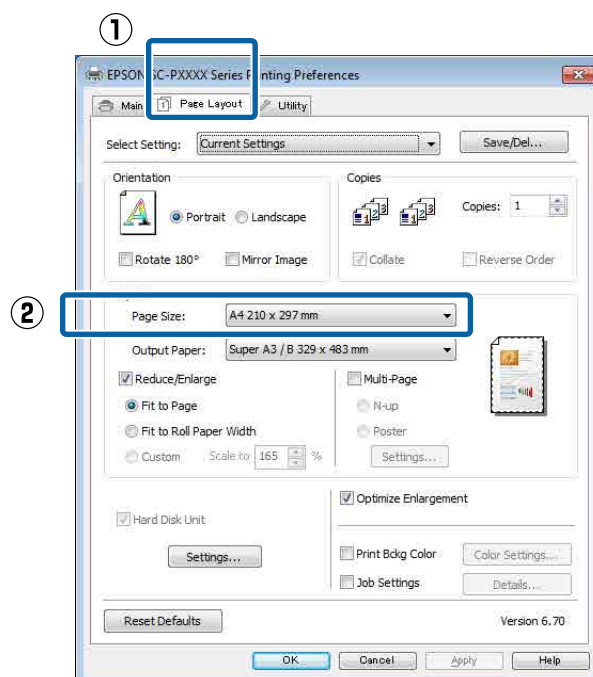 ①
EPSON SC-PXXXX Series Printing Preferences
Main Page Layout Utility
Select Setting: Current Settings Save/Del...
Orientation Copies
Portrait Landscape Copies: 1
Rotate 180° Mirror Image Collate Reverse Order
②
Page Size: A4 210 x 297 mm
Output Paper: Super A3 / B 329 x 483 mm
Reduce/Enlarge Multi-Page
Fit to Page N-up
Fit to Roll Paper Width Poster
Custom Scale to 165 % Settings...
Optimize Enlargement
Hard Disk Unit
Settings... Print Bckg Color Color Settings...
Job Settings Details...
Reset Defaults Version 6.70
OK Cancel Apply Help